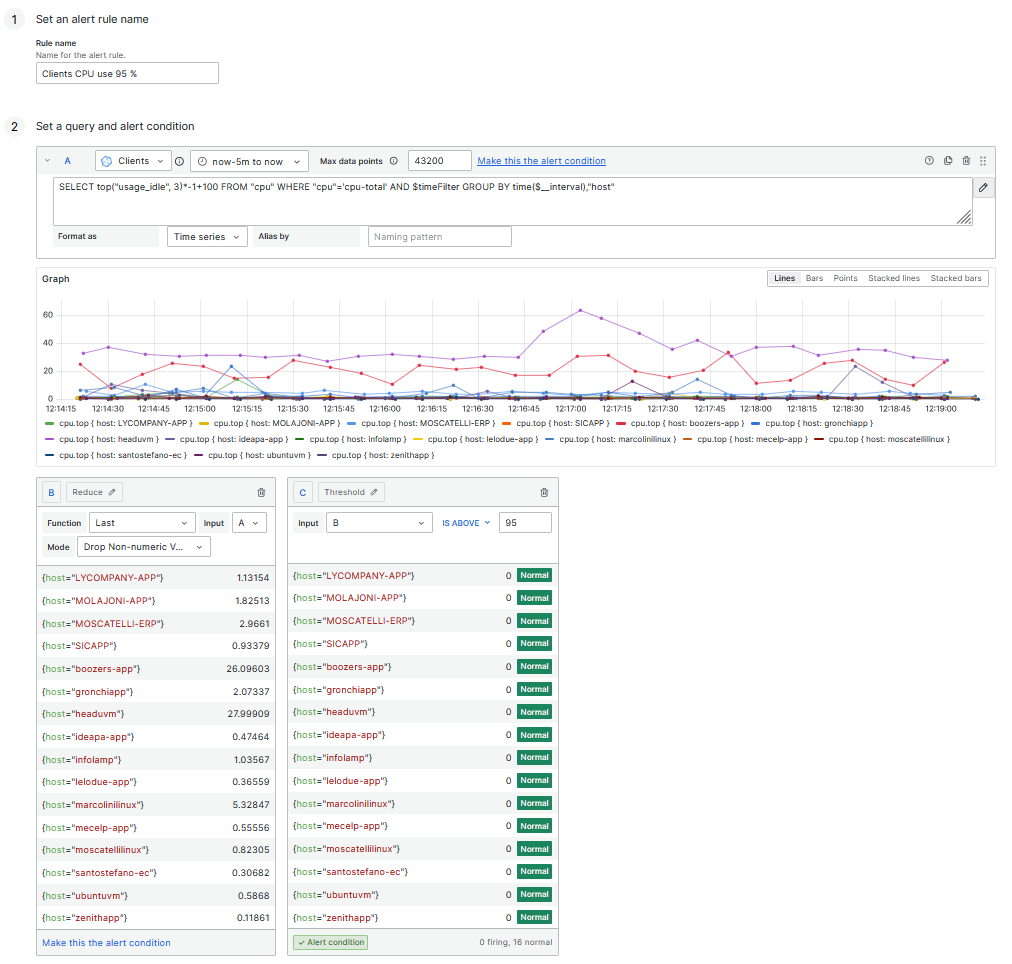 1 Set an alert rule name
Rule name
Name for the alert rule.
Clients CPU use 95 %
2 Set a query and alert condition
A Clients now-5m to now Max data points 43200 Make this the alert condition
SELECT top("usage_idle", 3)*-1+100 FROM "cpu" WHERE "cpu"='cpu-total' AND $timeFilter GROUP BY time($__interval),"host"
Format as Time series Alias by Naming pattern
Graph Lines Bars Points Stacked lines Stacked bars
60
40
20
0
12:14:15 12:14:30 12:14:45 12:15:00 12:15:15 12:15:30 12:15:45 12:16:00 12:16:15 12:16:30 12:16:45 12:17:00 12:17:15 12:17:30 12:17:45 12:18:00 12:18:15 12:18:30 12:18:45 12:19:00
cpu.top { host: LYCOMPANY-APP } cpu.top { host: MOLAJONI-APP } cpu.top { host: MOSCATELLI-ERP } cpu.top { host: SICAPP } cpu.top { host: boozers-app } cpu.top { host: gronchiapp }
cpu.top { host: headuvm } cpu.top { host: ideapa-app } cpu.top { host: infolamp } cpu.top { host: lelodue-app } cpu.top { host: marcolinilinux } cpu.top { host: mecelp-app } cpu.top { host: moscatellilinux }
cpu.top { host: santostefano-ec } cpu.top { host: ubuntuvm } cpu.top { host: zenithapp }
B Reduce
Function Last Input A
Mode Drop Non-numeric V...
{host="LYCOMPANY-APP"} 1.13154
{host="MOLAJONI-APP"} 1.82513
{host="MOSCATELLI-ERP"} 2.9661
{host="SICAPP"} 0.93379
{host="boozers-app"} 26.09603
{host="gronchiapp"} 2.07337
{host="headuvm"} 27.99909
{host="ideapa-app"} 0.47464
{host="infolamp"} 1.03567
{host="lelodue-app"} 0.36559
{host="marcolinilinux"} 5.32847
{host="mecelp-app"} 0.55556
{host="moscatellilinux"} 0.82305
{host="santostefano-ec"} 0.30682
{host="ubuntuvm"} 0.5868
{host="zenithapp"} 0.11861
Make this the alert condition
C Threshold
Input B IS ABOVE 95
{host="LYCOMPANY-APP"} 0 Normal
{host="MOLAJONI-APP"} 0 Normal
{host="MOSCATELLI-ERP"} 0 Normal
{host="SICAPP"} 0 Normal
{host="boozers-app"} 0 Normal
{host="gronchiapp"} 0 Normal
{host="headuvm"} 0 Normal
{host="ideapa-app"} 0 Normal
{host="infolamp"} 0 Normal
{host="lelodue-app"} 0 Normal
{host="marcolinilinux"} 0 Normal
{host="mecelp-app"} 0 Normal
{host="moscatellilinux"} 0 Normal
{host="santostefano-ec"} 0 Normal
{host="ubuntuvm"} 0 Normal
{host="zenithapp"} 0 Normal
Alert condition 0 firing, 16 normal